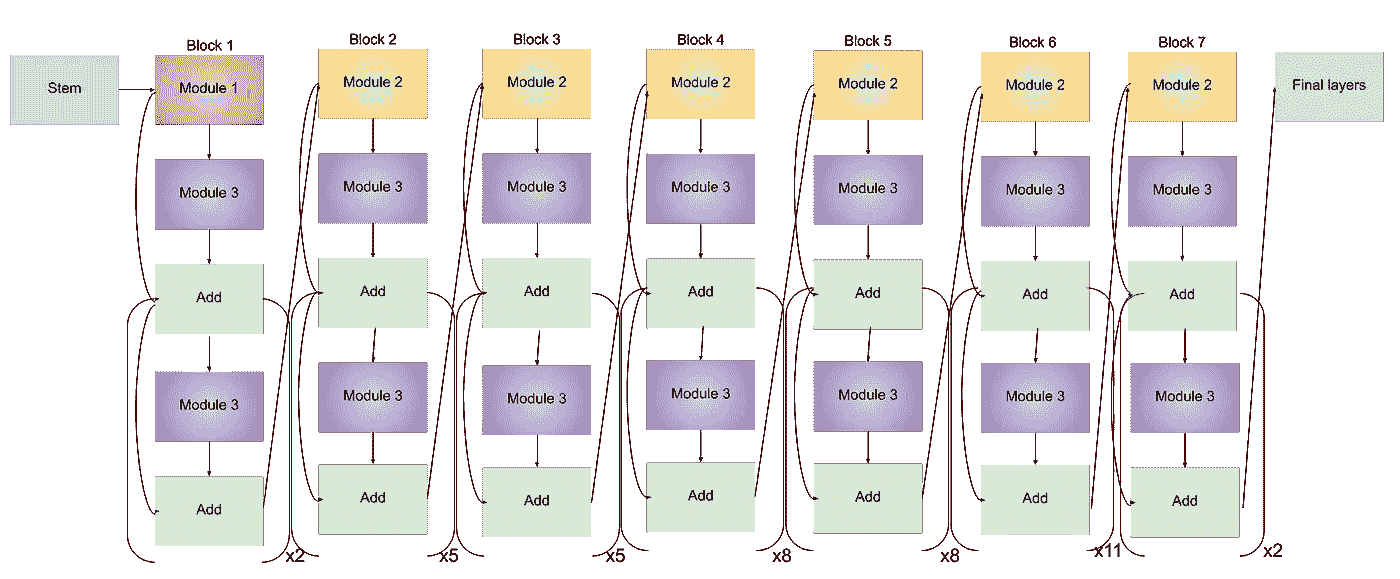 Block 1
Block 2
Block 3
Block 4
Block 5
Block 6
Block 7
Stem
Module 1
Module 2
Module 2
Module 2
Module 2
Module 2
Module 2
Final layers
Module 3
Module 3
Module 3
Module 3
Module 3
Module 3
Module 3
Add
Add
Add
Add
Add
Add
Add
Module 3
Module 3
Module 3
Module 3
Module 3
Module 3
Module 3
Add
Add
Add
Add
Add
Add
Add
x2
x5
x5
x8
x8
x11
x2